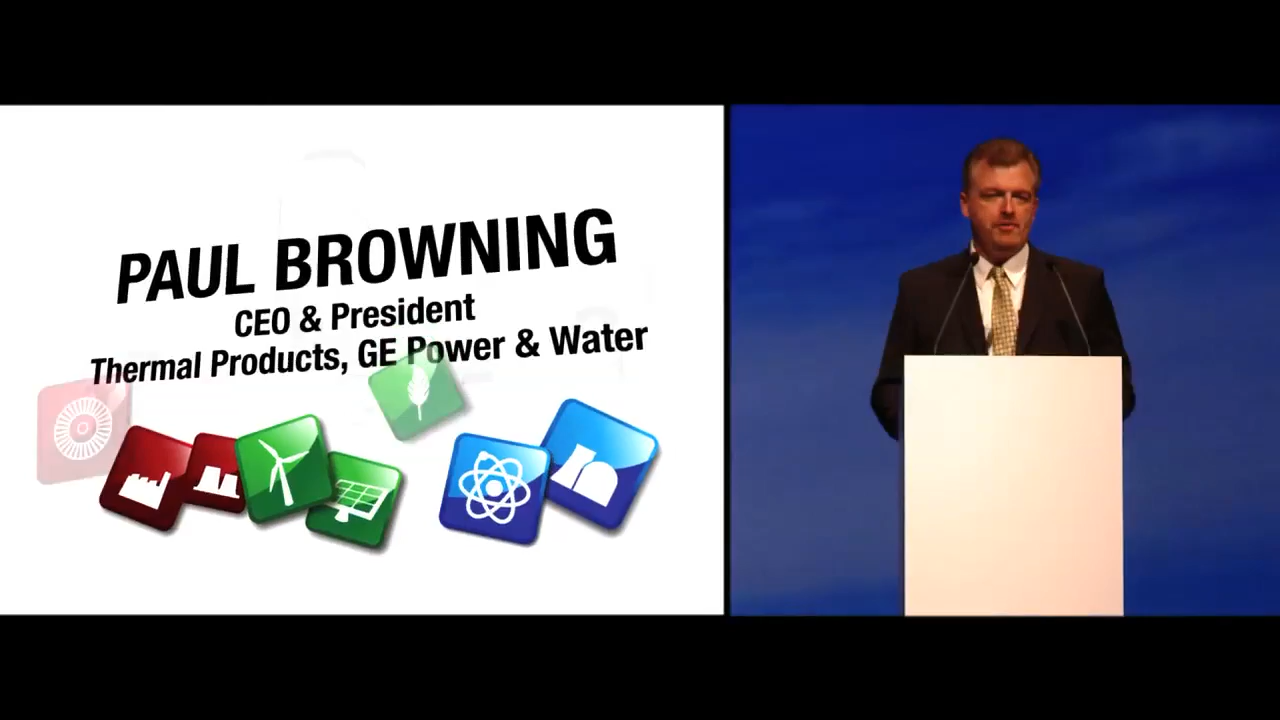 PAUL BROWNING
CEO & President
Thermal Products, GE Power & Water